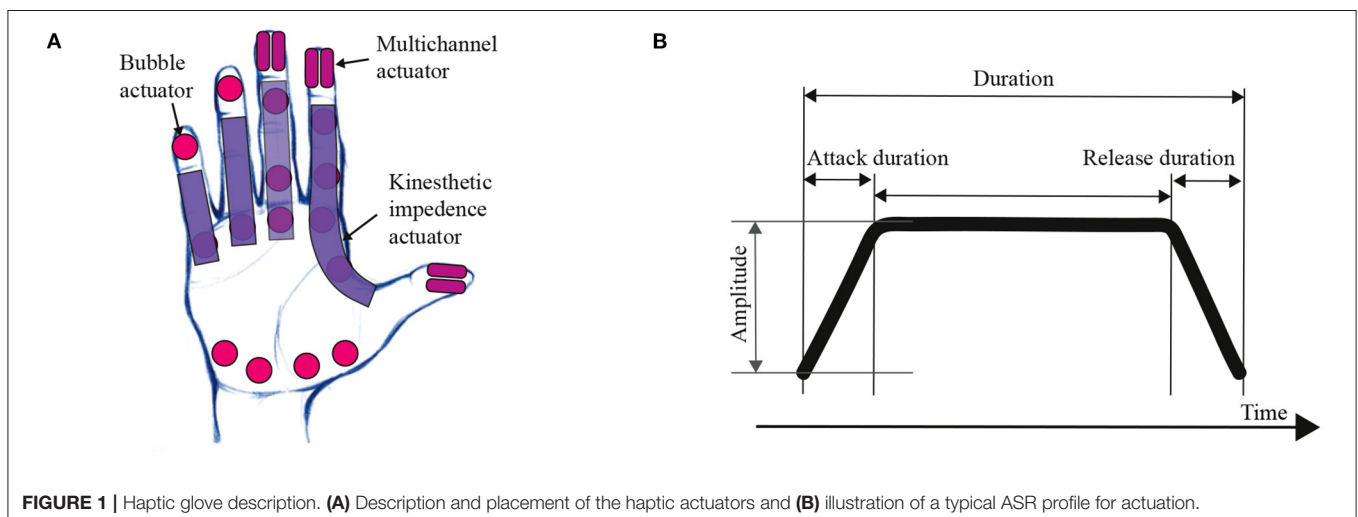 A
Bubble
actuator
Multichannel
actuator
Kinesthetic
impedence
actuator
B
Duration
Attack duration
Release duration
Amplitude
Time
FIGURE 1 | Haptic glove description. (A) Description and placement of the haptic actuators and (B) illustration of a typical ASR profile for actuation.